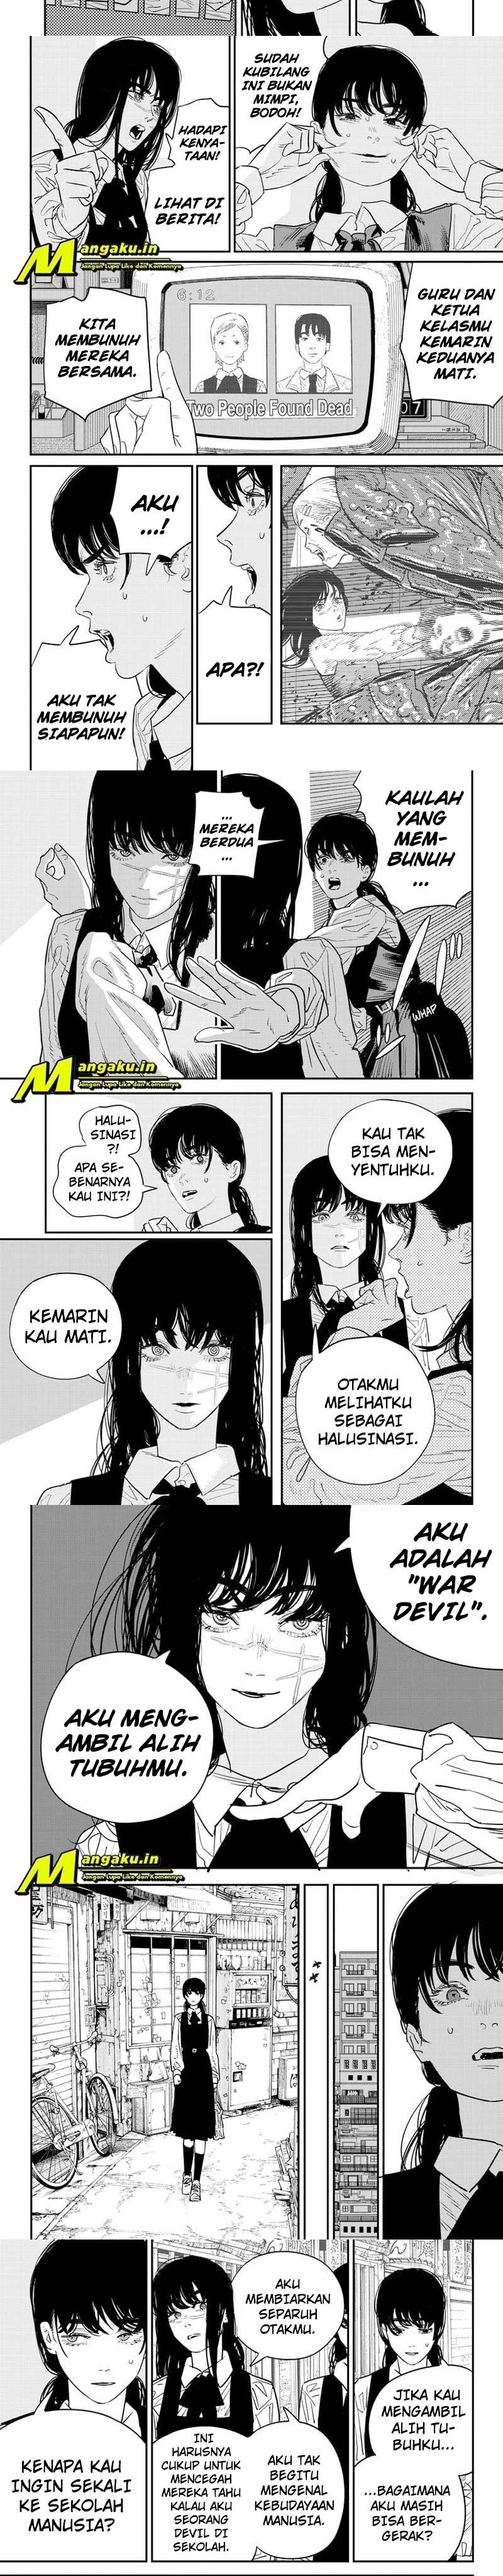 SUDAH
KUBILANG
INI BUKAN
MIMPI,
BODOH!
HADAPI
KENYA-
TAAN!
LIHAT DI
BERITA!
Mangaku.in
Jangan Lupa Like dan Komennya.
GURU DAN
KETUA
KELASMU
KEMARIN
KEDUANYA
MATI.
6:12
KITA
MEMBUNUH
MEREKA
BERSAMA.
Two People Found Dead
07
APA?!
AKU
...!
AKU TAK
MEMBUNUH
SIAPAPUN!
KAULAH
YANG
MEM-
BUNUH
...
...
MEREKA
BERDUA
...
WHAP
Mangaku.in
Jangan Lupa Like dan Komennya.
KAU TAK
BISA MEN-
YENTUHKU.
HALU-
SINASI
?!
APA SE-
BENARNYA
KAU INI?!
OTAKMU
MELIHATKU
SEBAGAI
HALUSINASI.
KEMARIN
KAU MATI.
AKU
ADALAH
"WAR
DEVIL".
AKU MENG-
AMBIL ALIH
TUBUHMU.
Mangaku.in
Jangan Lupa Like dan Komennya.
JIKA KAU
MENGAMBIL
ALIH TU-
BUHKU...
...BAGAIMANA
AKU MASIH
BISA BER-
GERAK?
AKU
MEMBIARKAN
SEPARUH
OTAKMU.
AKU TAK
BEGITU
MENGENAL
KEBUDAYAAN
MANUSIA.
INI
HARUSNYA
CUKUP UNTUK
MENCEGAH
MEREKA TAHU
KALAU AKU
SEORANG
DEVIL DI
SEKOLAH.
KENAPA KAU
INGIN SEKALI
KE SEKOLAH
MANUSIA?